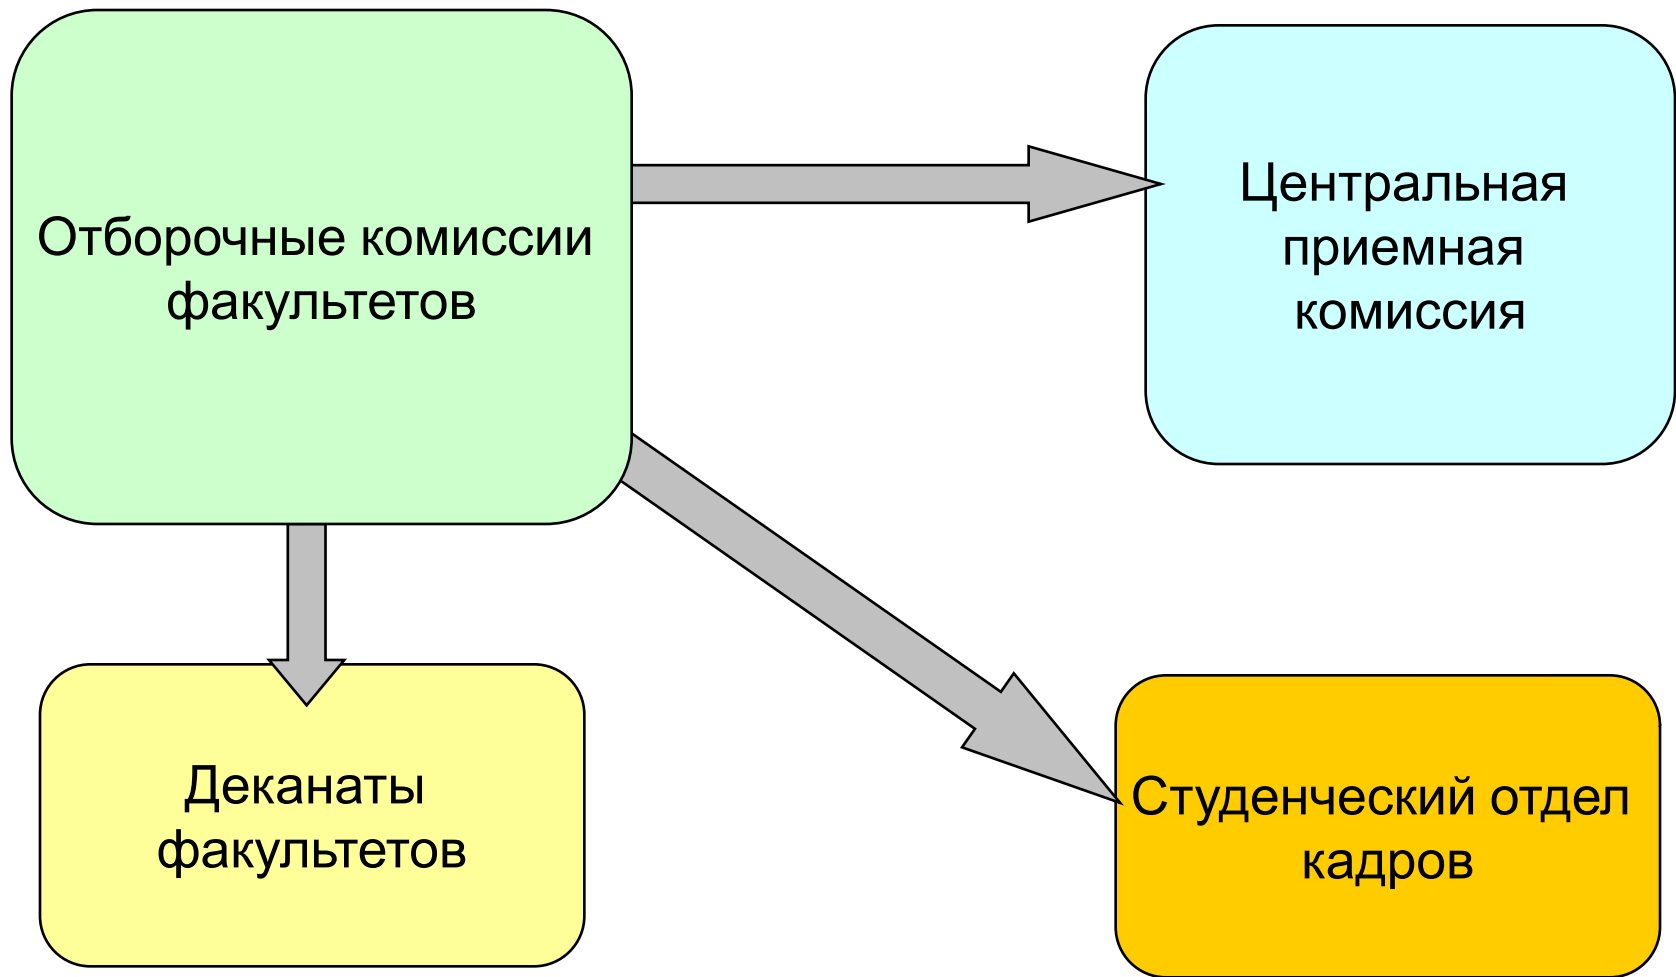 Отборочные комиссии
факультетов
Центральная
приемная
комиссия
Деканаты
факультетов
Студенческий отдел
кадров